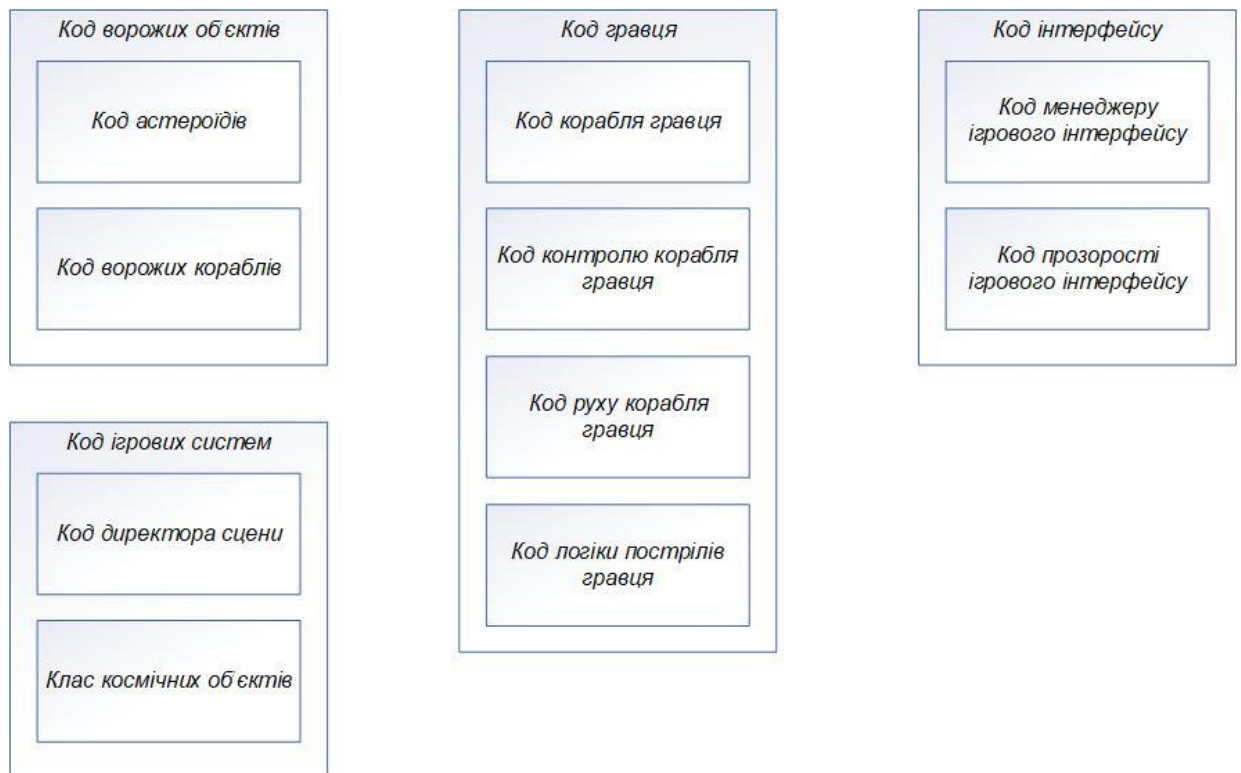 Код ворожих об'єктів
Код астероїдів
Код ворожих кораблів
Код ігрових систем
Код директора сцени
Клас космічних об'єктів
Код гравця
Код корабля гравця
Код контролю корабля
гравця
Код руху корабля
гравця
Код логіки пострілів
гравця
Код інтерфейсу
Код менеджеру
ігрового інтерфейсу
Код прозорості
ігрового інтерфейсу